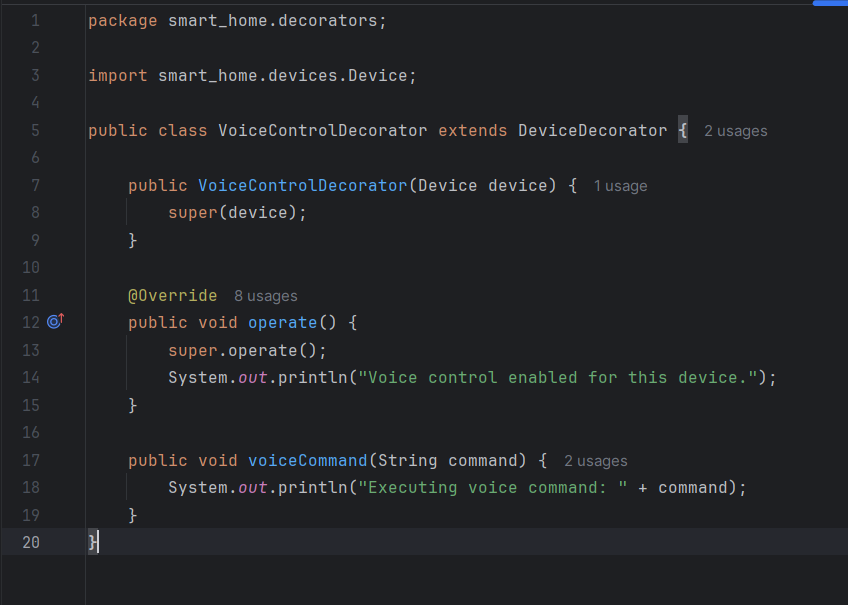 1 package smart_home.decorators;
2
3 import smart_home.devices.Device;
4
5 public class VoiceControlDecorator extends DeviceDecorator { 2 usages
6
7 public VoiceControlDecorator(Device device) { 1 usage
8 super(device);
9 }
10
11 @Override 8 usages
12 public void operate() {
13 super.operate();
14 System.out.println("Voice control enabled for this device.");
15 }
16
17 public void voiceCommand(String command) { 2 usages
18 System.out.println("Executing voice command: " + command);
19 }
20 }